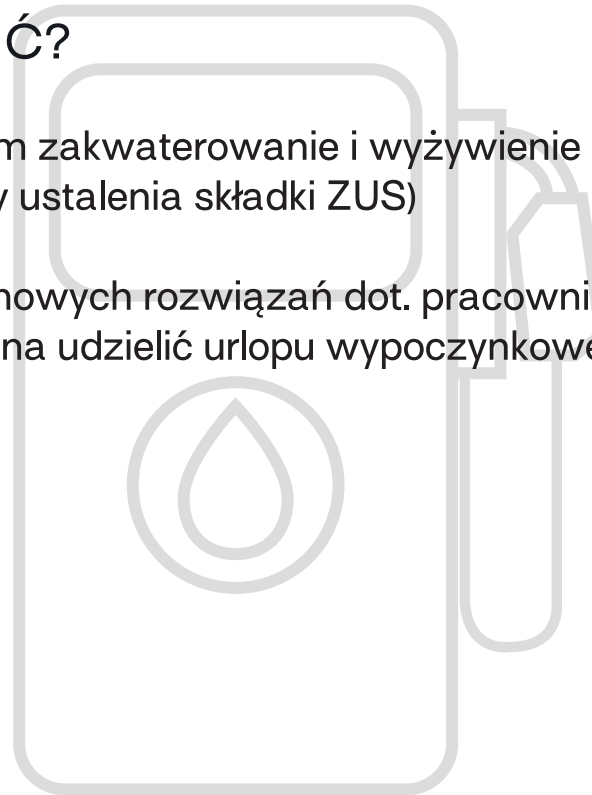 Ć?
m zakwaterowanie i wyżywienie
y ustalenia składki ZUS)
nowych rozwiązań dot. pracowni
na udzielić urlopu wypoczynkowe